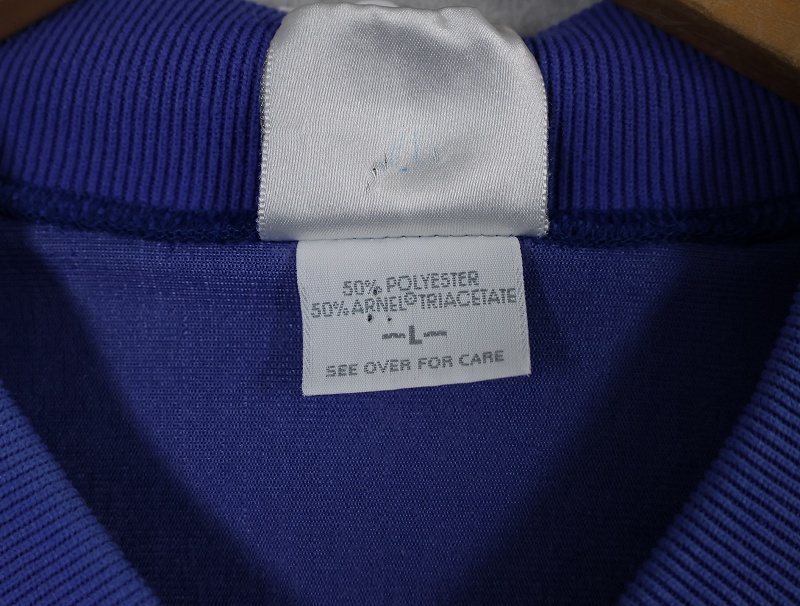 50% POLYESTER
50% ARNEL® TRIACETATE
~L~
SEE OVER FOR CARE